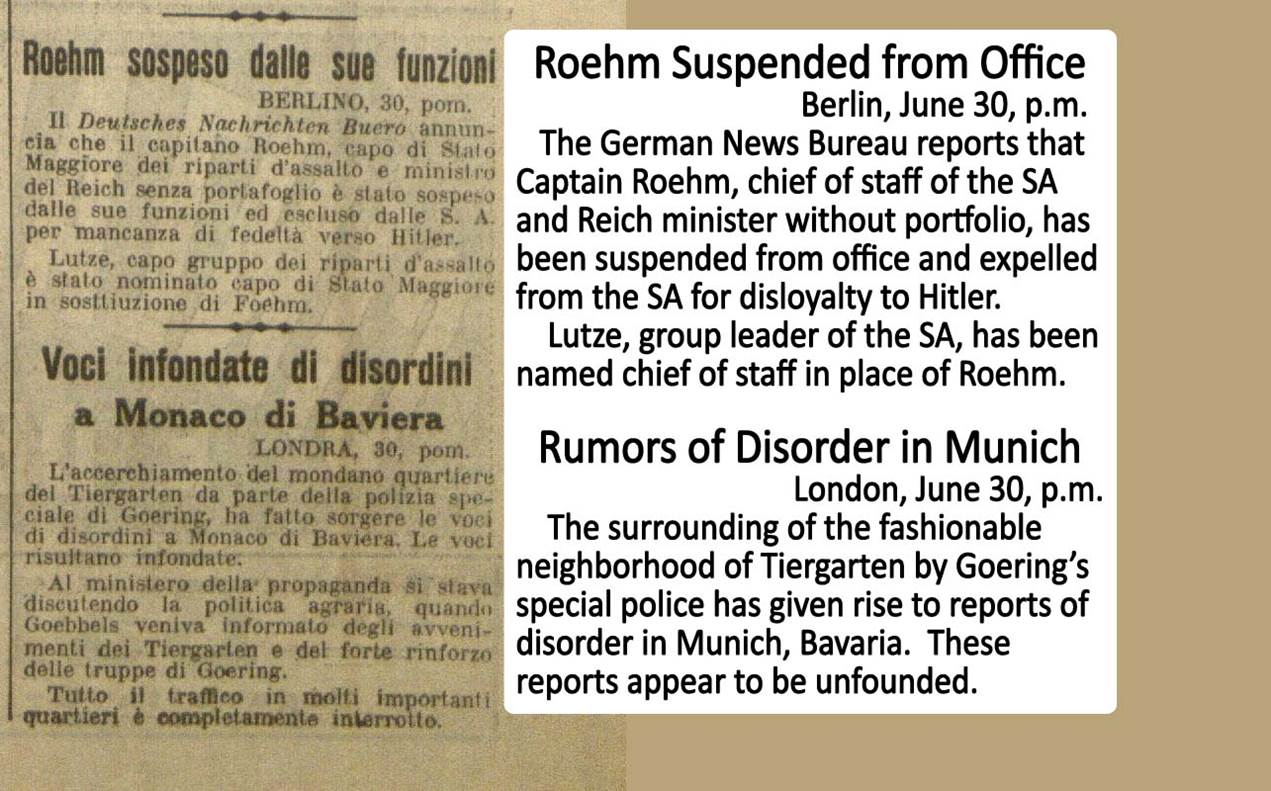 Roehm sospeso dalle sue funzioni
BERLINO, 30, pom.
Il Deutsches Nachrichten Buero annun-
cia che il capitano Roehm, capo di Stato
Maggiore dei riparti d'assalto e ministro
del Reich senza portafoglio è stato sospeso
dalle sue funzioni ed escluso dalle S. A.
per mancanza di fedeltà verso Hitler.
Lutze, capo gruppo dei riparti d'assalto
è stato nominato capo di Stato Maggiore
in sosttiuzione di Foehm.
Voci infondate di disordini
a Monaco di Baviera
LONDRA, 30, pom.
L'accerchiamento del mondano quartiere
del Tiergarten da parte della polizia spe-
ciale di Goering, ha fatto sorgere le voci
di disordini a Monaco di Baviera. Le voci
risultano infondate.
Al ministero della propaganda si stava
discutendo la politica agraria, quando
Goebbels veniva informato degli avveni-
menti dei Tiergarten e del forte rinforzo
delle truppe di Goering.
Tutto il traffico in molti importanti
quartieri è completamente interrotto.
Roehm Suspended from Office
Berlin, June 30, p.m.
The German News Bureau reports that
Captain Roehm, chief of staff of the SA
and Reich minister without portfolio, has
been suspended from office and expelled
from the SA for disloyalty to Hitler.
Lutze, group leader of the SA, has been
named chief of staff in place of Roehm.
Rumors of Disorder in Munich
London, June 30, p.m.
The surrounding of the fashionable
neighborhood of Tiergarten by Goering’s
special police has given rise to reports of
disorder in Munich, Bavaria.  These
reports appear to be unfounded.